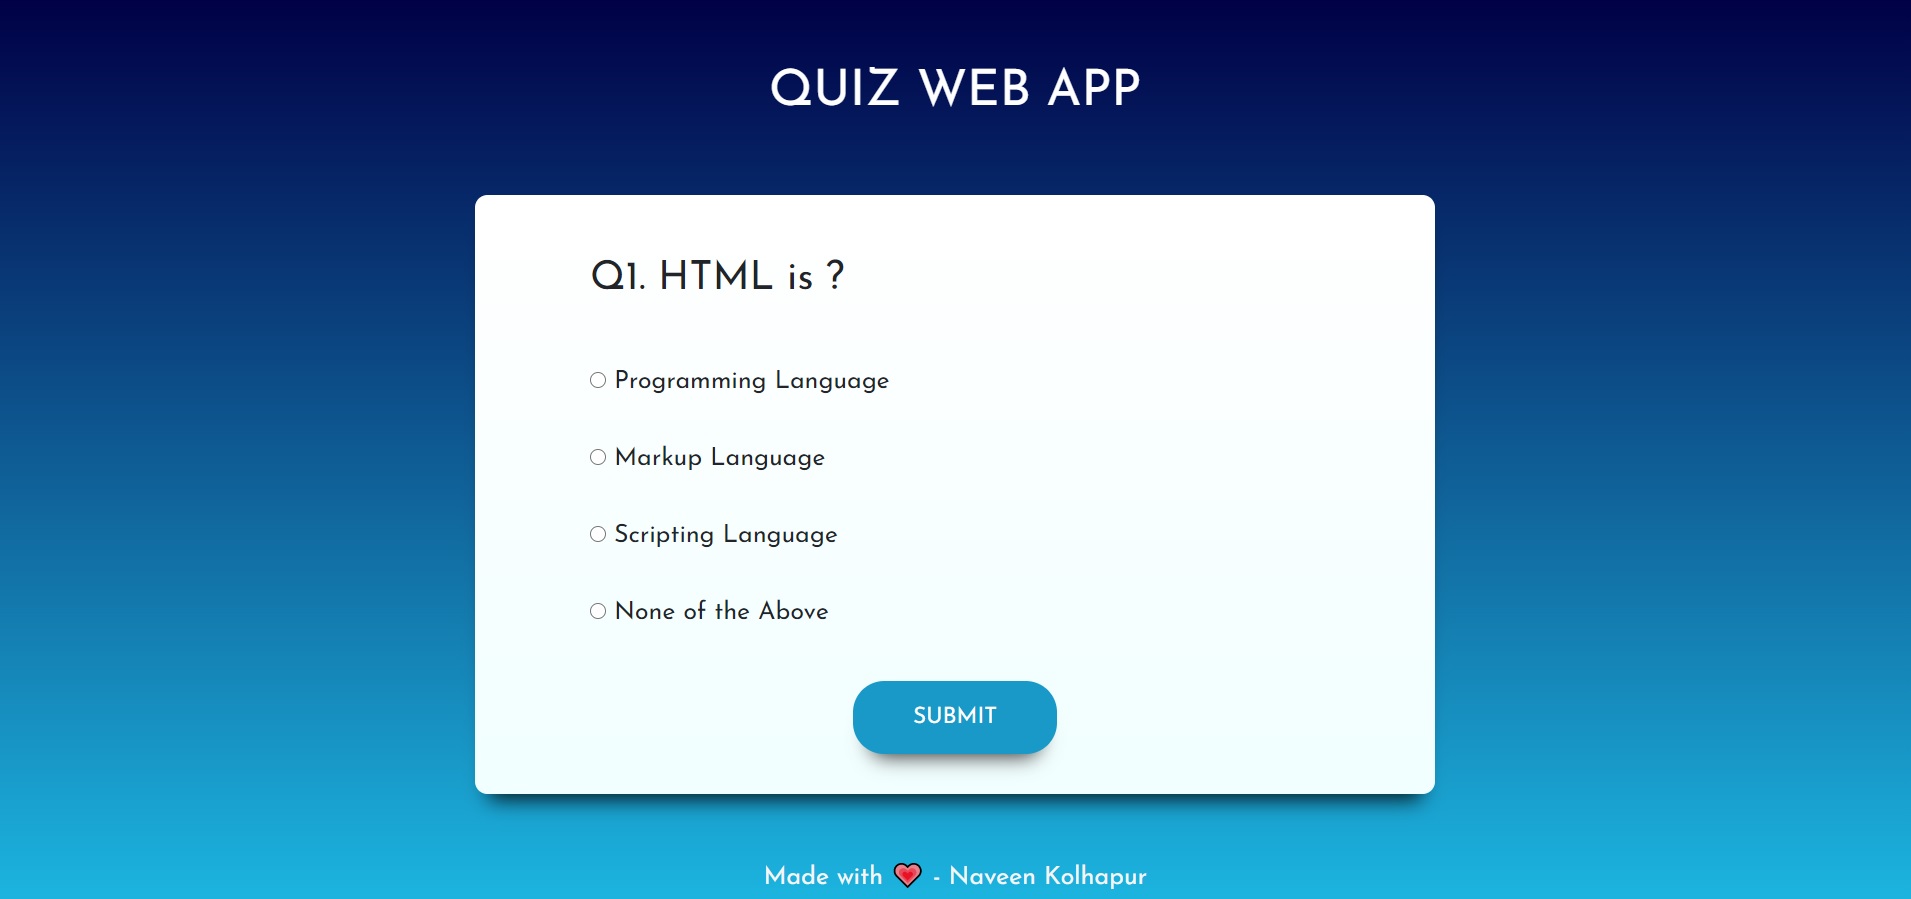 QUIZ WEB APP
Q1. HTML is ?
Programming Language
Markup Language
Scripting Language
None of the Above
SUBMIT
Made with 💗 - Naveen Kolhapur